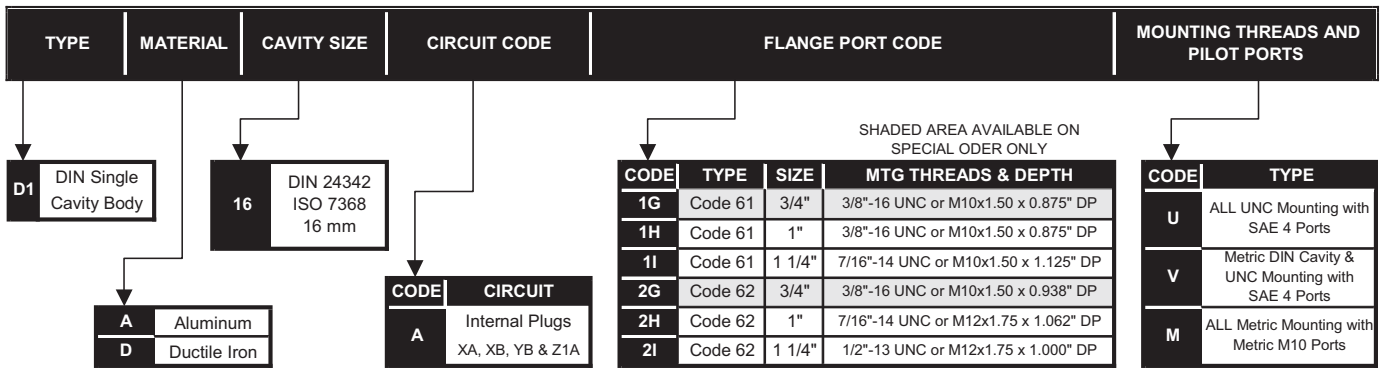 TYPE MATERIAL CAVITY SIZE CIRCUIT CODE FLANGE PORT CODE MOUNTING THREADS AND
PILOT PORTS
SHADED AREA AVAILABLE ON
SPECIAL ODER ONLY
D1 DIN Single
Cavity Body
16 DIN 24342
ISO 7368
16 mm
A Aluminum
D Ductile Iron
CODE CIRCUIT
A Internal Plugs
XA, XB, YB & Z1A
CODE TYPE SIZE MTG THREADS & DEPTH
1G Code 61 3/4" 3/8"-16 UNC or M10x1.50 x 0.875" DP
1H Code 61 1" 3/8"-16 UNC or M10x1.50 x 0.875" DP
1I Code 61 1 1/4" 7/16"-14 UNC or M10x1.50 x 1.125" DP
2G Code 62 3/4" 3/8"-16 UNC or M10x1.50 x 0.938" DP
2H Code 62 1" 7/16"-14 UNC or M12x1.75 x 1.062" DP
2I Code 62 1 1/4" 1/2"-13 UNC or M12x1.75 x 1.000" DP
CODE TYPE
U ALL UNC Mounting with
SAE 4 Ports
V Metric DIN Cavity &
UNC Mounting with
SAE 4 Ports
M ALL Metric Mounting with
Metric M10 Ports